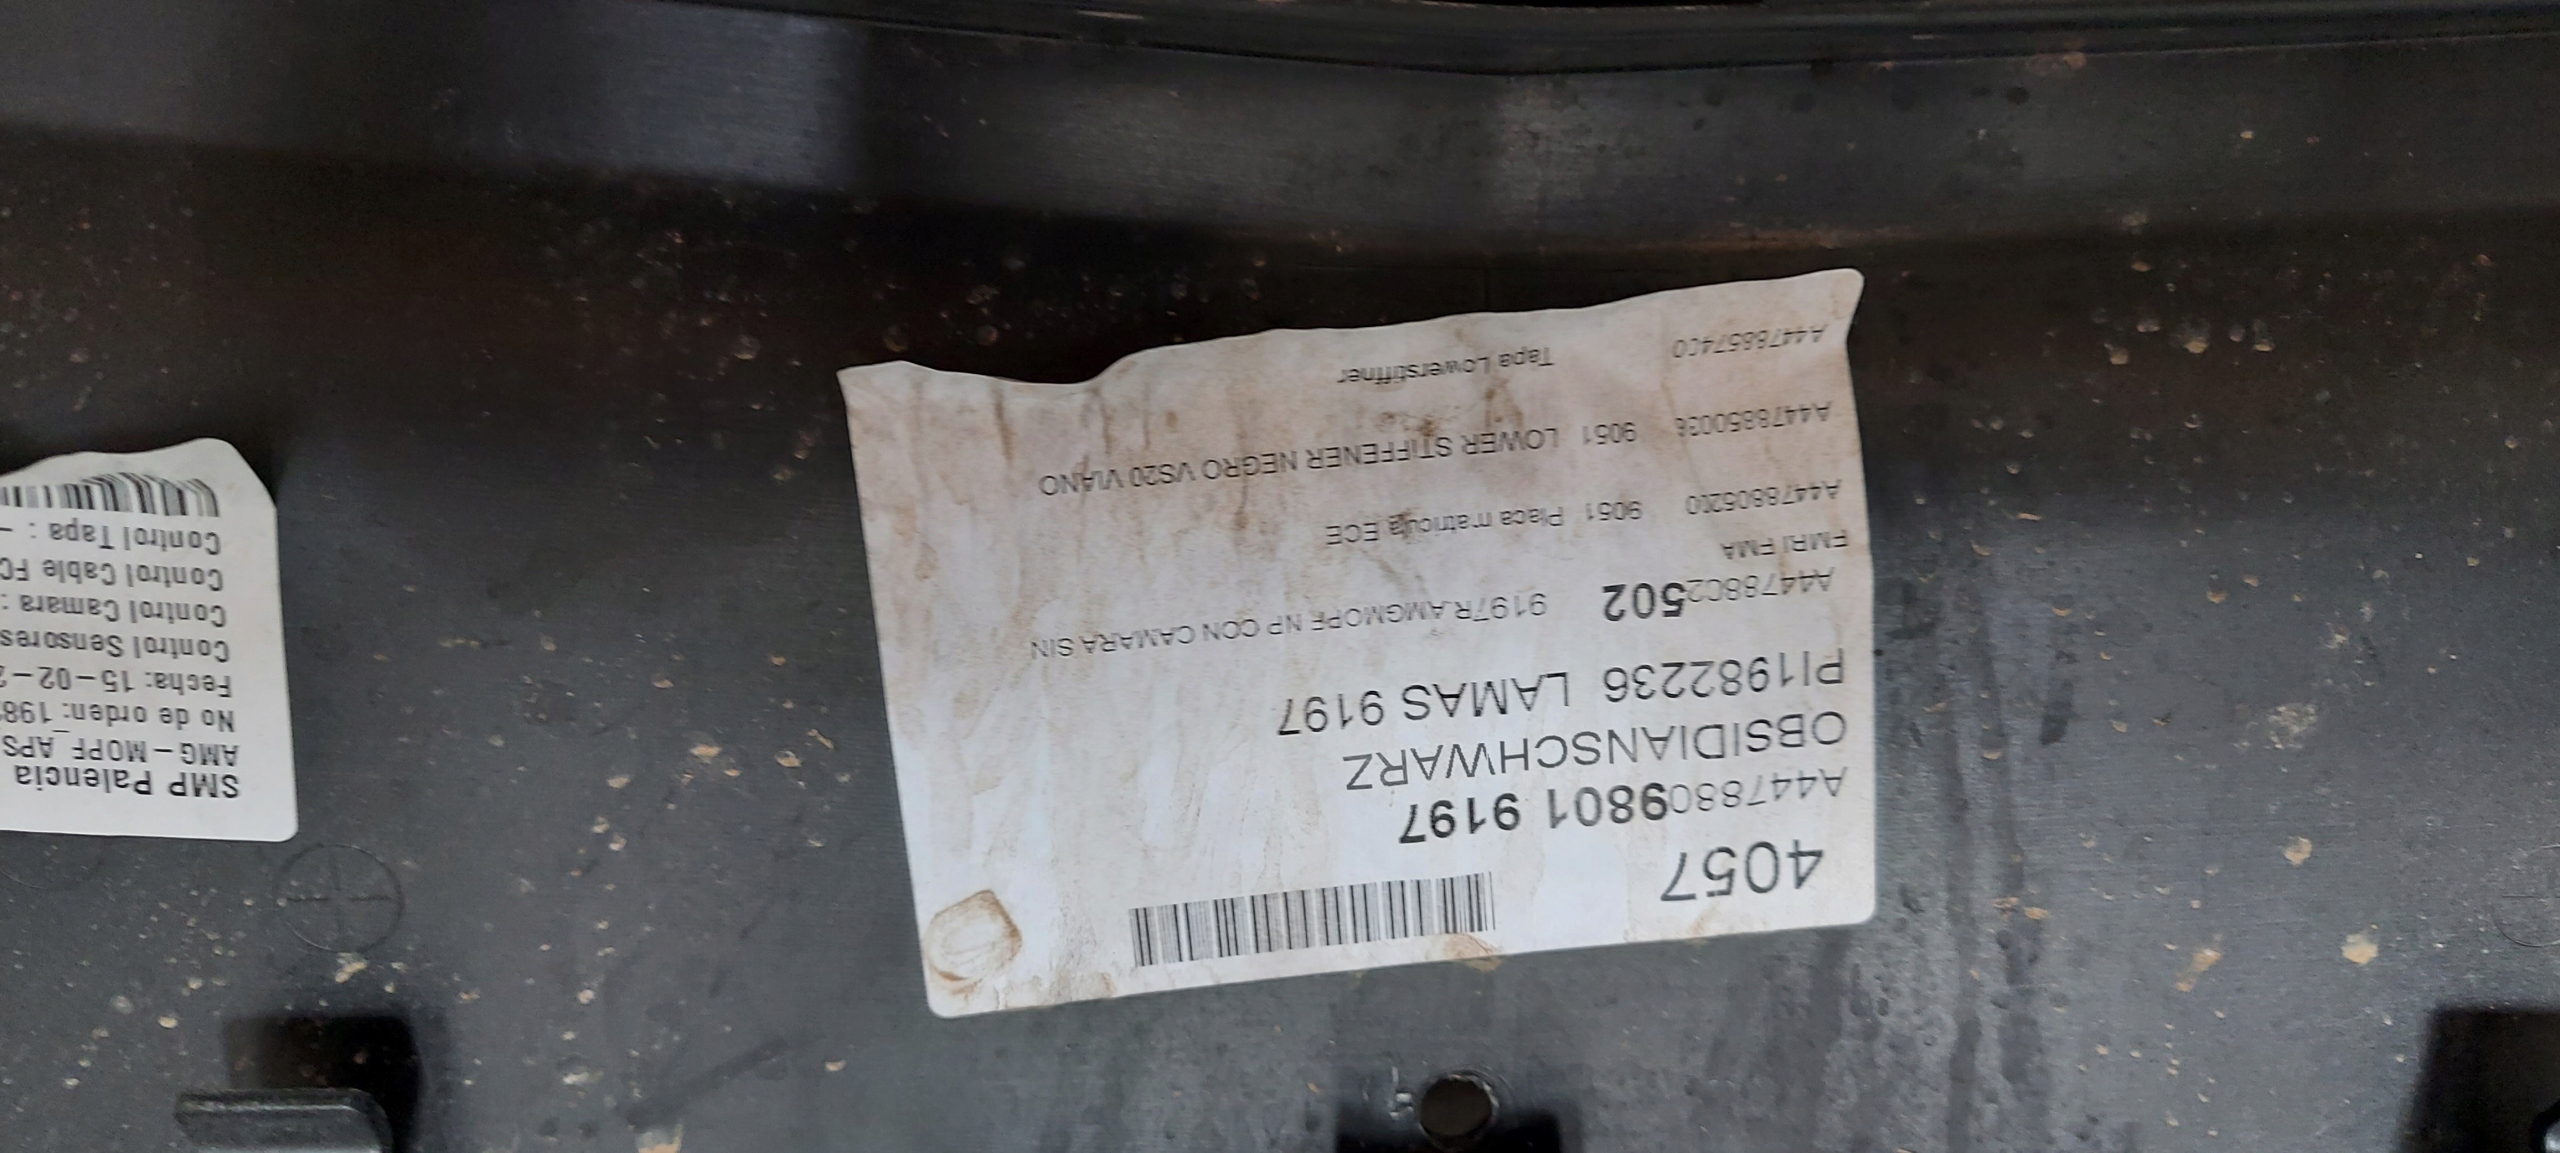 4057
A4478809801 9197
OBSIDIANSCHWARZ
PI1982236 LAMAS 9197
A44788C2502 9197R.AMGMOPF NP CON CAMARA SIN
FMRI FMA
A4478805200 9051 Placa matricula ECE
A4478850038 9051 LOWER STIFFENER NEGRO VS20 VIANO
A4478857400 Tapa Lowerstiffner
SMP Palencia
AMG-MOPF_APS
No de orden: 198
Fecha: 15-02-2
Control Sensores
Control Camara :
Control Cable FC
Control Tapa : -